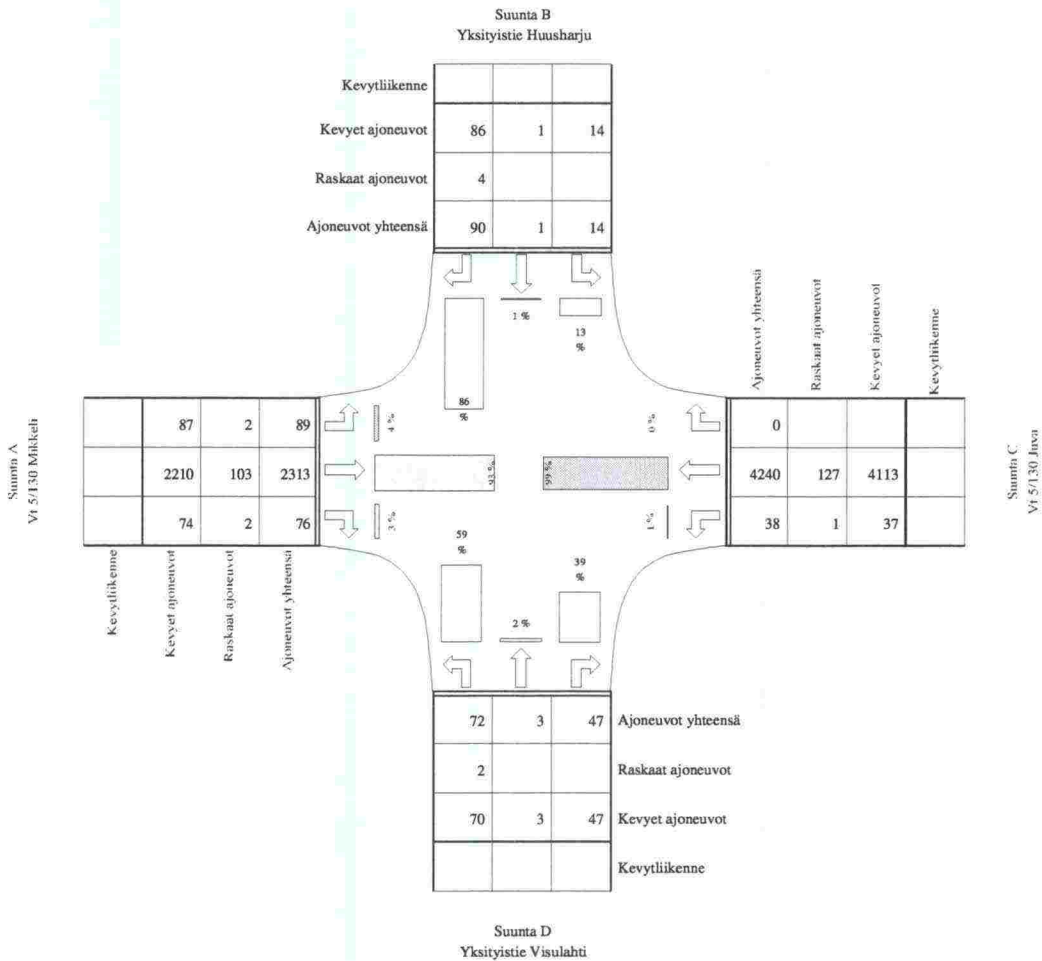 Suunta B
Yksityistie Huusharju
Kevytliikenne
Kevyet ajoneuvot 86 1 14
Raskaat ajoneuvot 4
Ajoneuvot yhteensä 90 1 14
86 %
1 %
13 %
Suunta A
Vt 5/130 Mikkeli
87 2 89
2210 103 2313
74 2 76
Kevytliikenne
Kevyet ajoneuvot
Raskaat ajoneuvot
Ajoneuvot yhteensä
4 %
93 %
3 %
Ajoneuvot yhteensä
Raskaat ajoneuvot
Kevyet ajoneuvot
Kevytliikenne
0
4240 127 4113
38 1 37
0 %
99 %
1 %
Suunta C
Vt 5/130 Juva
59 %
2 %
39 %
72 3 47 Ajoneuvot yhteensä
2 Raskaat ajoneuvot
70 3 47 Kevyet ajoneuvot
Kevytliikenne
Suunta D
Yksityistie Visulahti